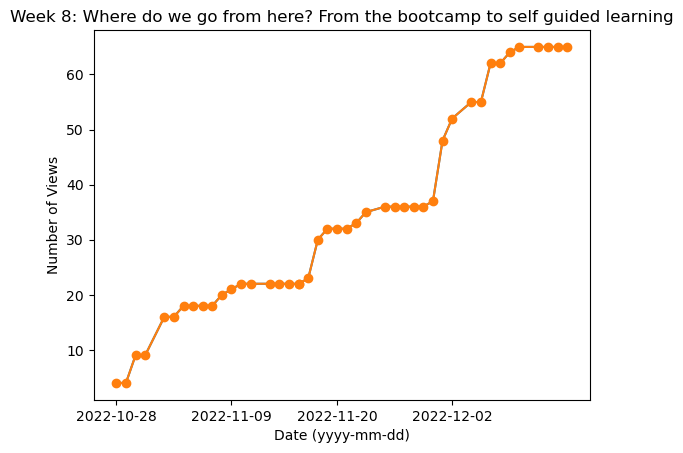 Week 8: Where do we go from here? From the bootcamp to self guided learning
60
50
40
30
20
10
Number of Views
2022-10-28 2022-11-09 2022-11-20 2022-12-02
Date (yyyy-mm-dd)